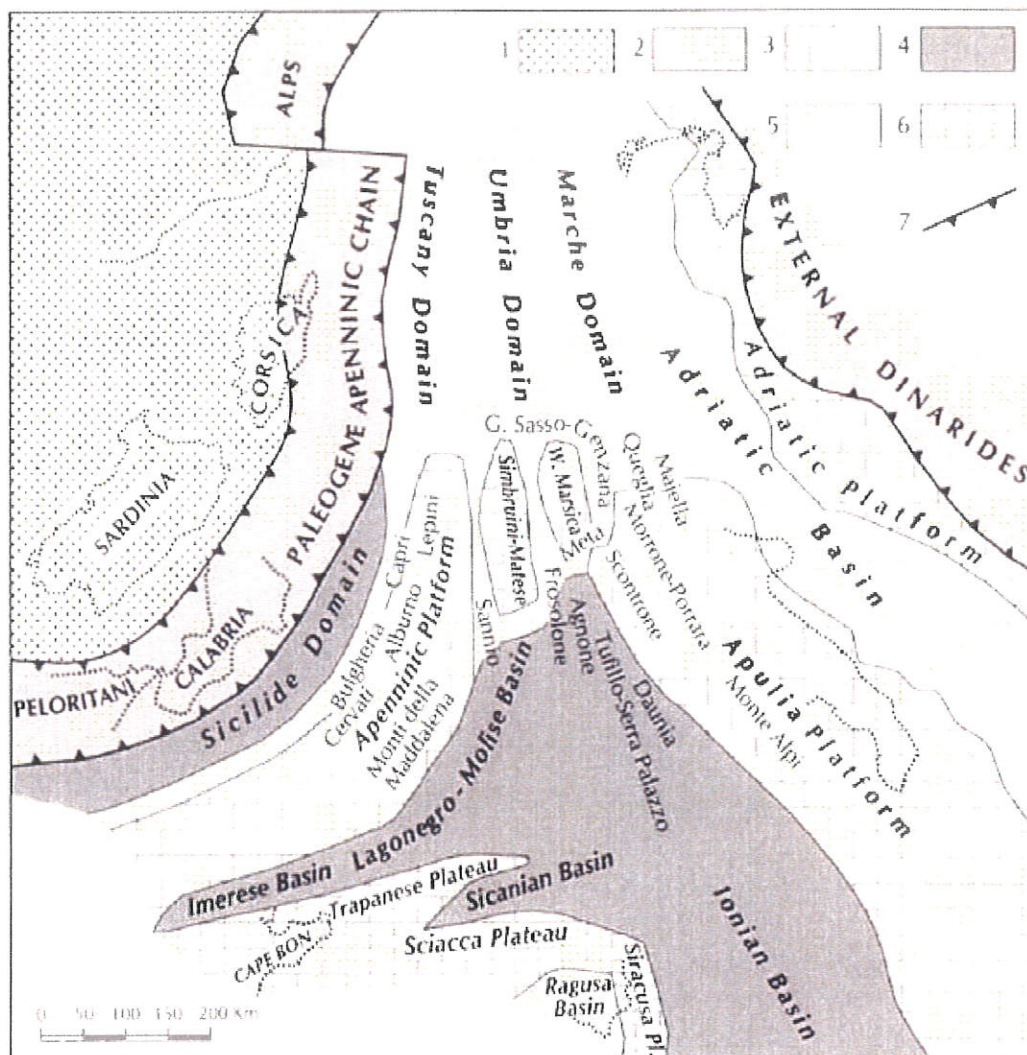 1
2
3
4
5
6
7
ALPS
CORSICA
SARDINIA
PALEOGENE APENNINIC CHAIN
CALABRIA
PELORITANI
Sicilide Domain
Tuscany Domain
Umbria Domain
Marche Domain
EXTERNAL DINARIDES
Adriatic Platform
Adriatic Basin
G. Sasso-Genzana
Simbruini-Matese
W. Marsica
Meta
Queglia
Majella
Morrone-Porrara
Scontrone
Capri
Lepini
Bulgheria
Alburno
Cervati
Apenninic Platform
Monti della
Maddalena
Sannio
Frosolone
Agnone
Tufillo-Serra Palazzo
Daunia
Apulia Platform
Monte Alpi
Lagonegro-Molise Basin
Imerese Basin
Trapanese Plateau
Sicanian Basin
CAPE BON
Sciacca Plateau
Ragusa
Basin
Siracusa Pl
Ionian Basin
0 50 100 150 200 Km